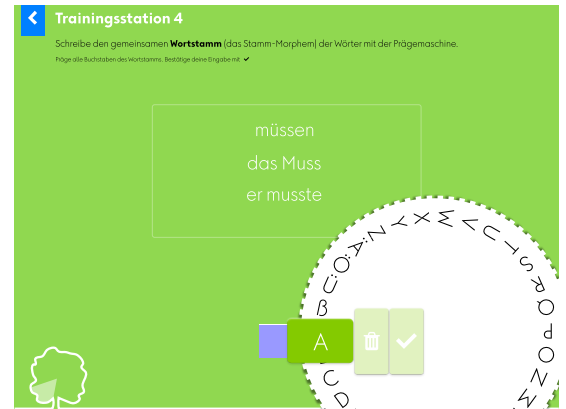 Trainingsstation 4
Schreibe den gemeinsamen Wortstamm (das Stamm-Morphem) der Wörter mit der Prägemaschine.
Präge alle Buchstaben des Wortstamms. Bestätige deine Eingabe mit ✔
müssen
das Muss
er musste
A
C
D
ß
Ü
Ö
Ä
Z
Y
X
W
V
U
T
S
R
Q
P
O
N
M